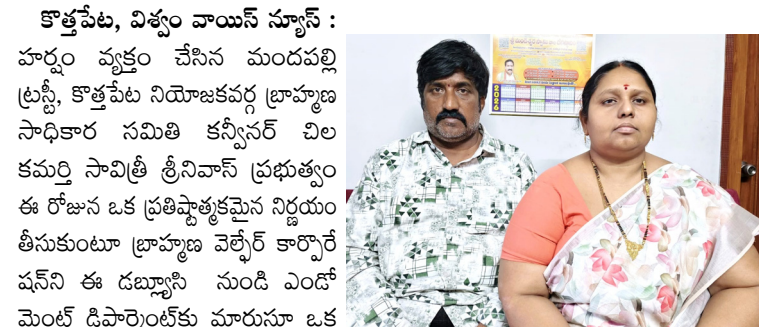 కొత్తపేట, విశ్వం వాయిస్ న్యూస్ :
హర్షం వ్యక్తం చేసిన మందపల్లి
ట్రస్టీ, కొత్తపేట నియోజకవర్గ బ్రాహ్మణ
సాధికార సమితి కన్వీనర్ చిల
కమర్తి సావిత్రీ శ్రీనివాస్ ప్రభుత్వం
ఈ రోజున ఒక ప్రతిష్టాత్మకమైన నిర్ణయం
తీసుకుంటూ బ్రాహ్మణ వెల్ఫేర్ కార్పొరే
షన్‌ని ఈ డబ్ల్యూసి నుండి ఎండో
మెంట్ డిపార్ట్మెంట్‌కు మారుస్తూ ఒక
2026